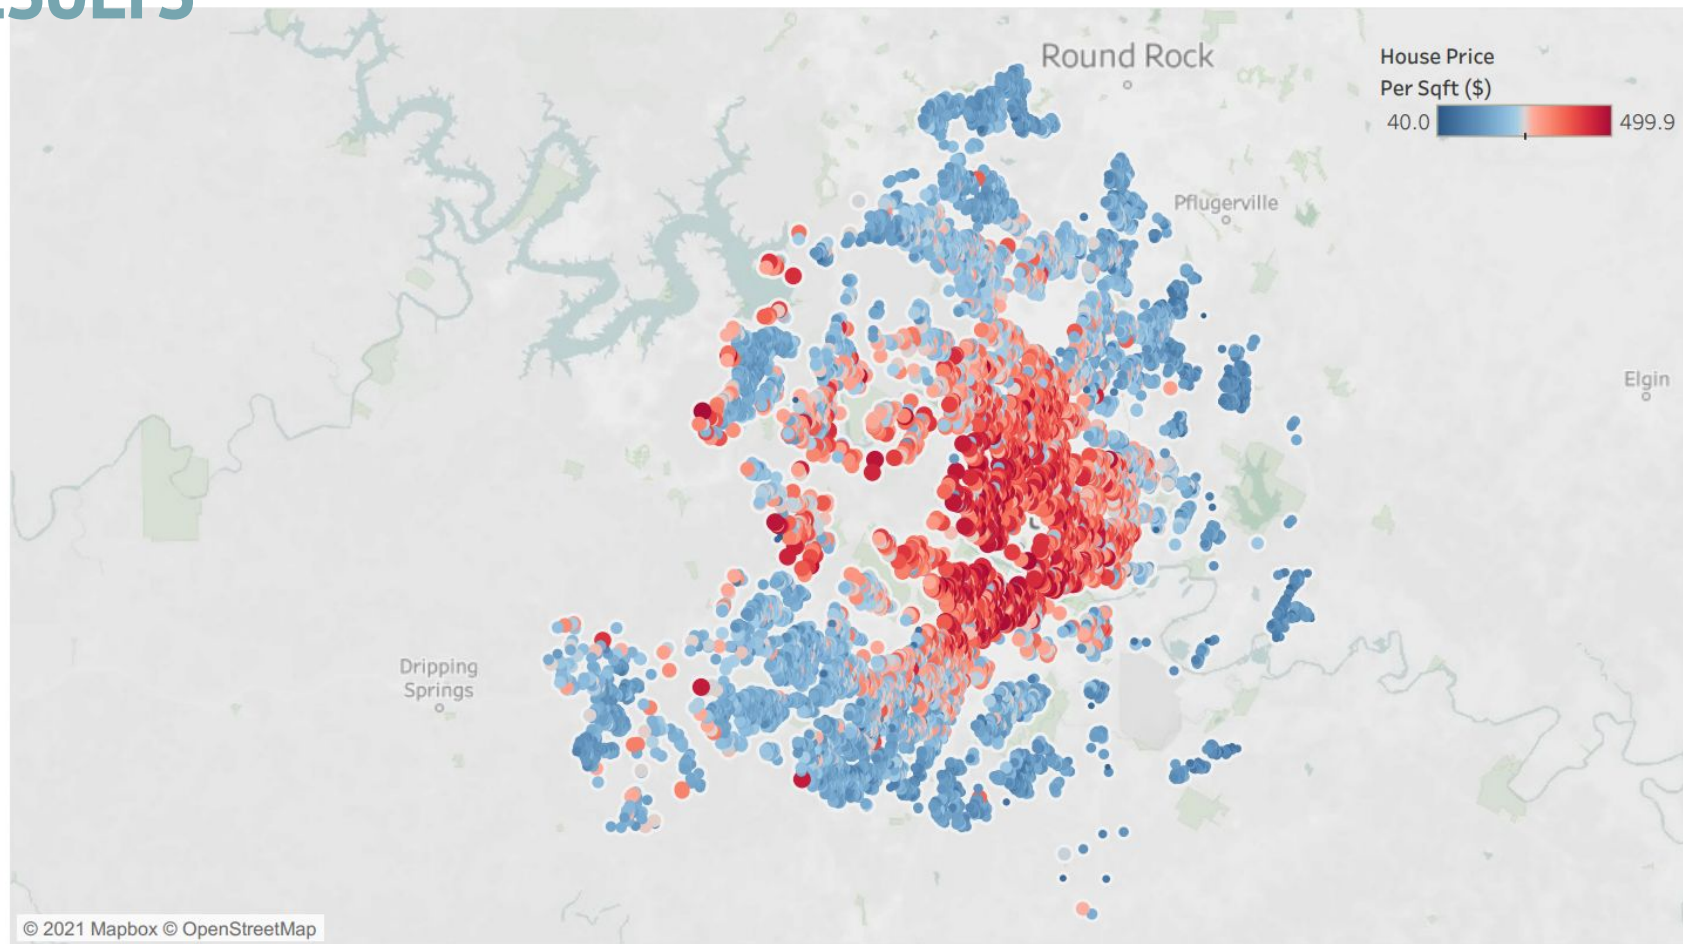 Round Rock
House Price
Per Sqft ($)
40.0 499.9
Pflugerville
Elgin
Dripping
Springs
© 2021 Mapbox © OpenStreetMap